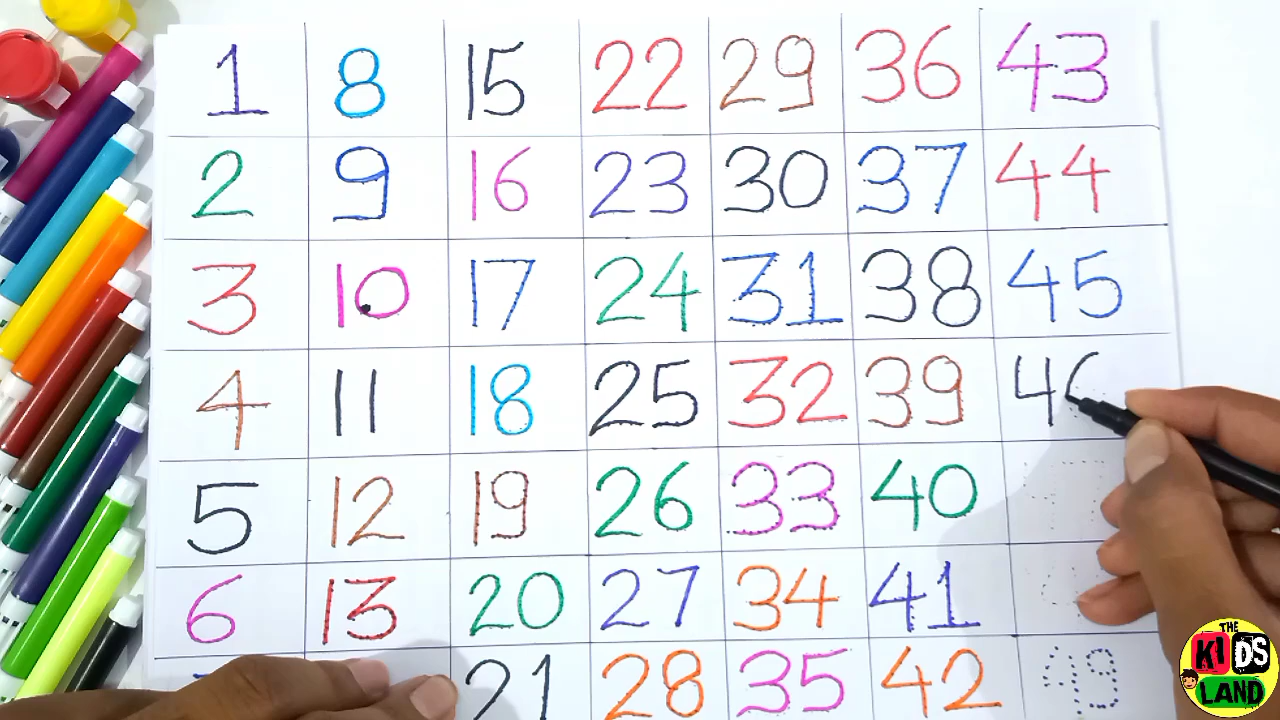 1 8 15 22 29 36 43
2 9 16 23 30 37 44
3 10 17 24 31 38 45
4 11 18 25 32 39 46
5 12 19 26 33 40
6 13 20 27 34 41
21 28 35 42 49
THE
KIDS
LAND